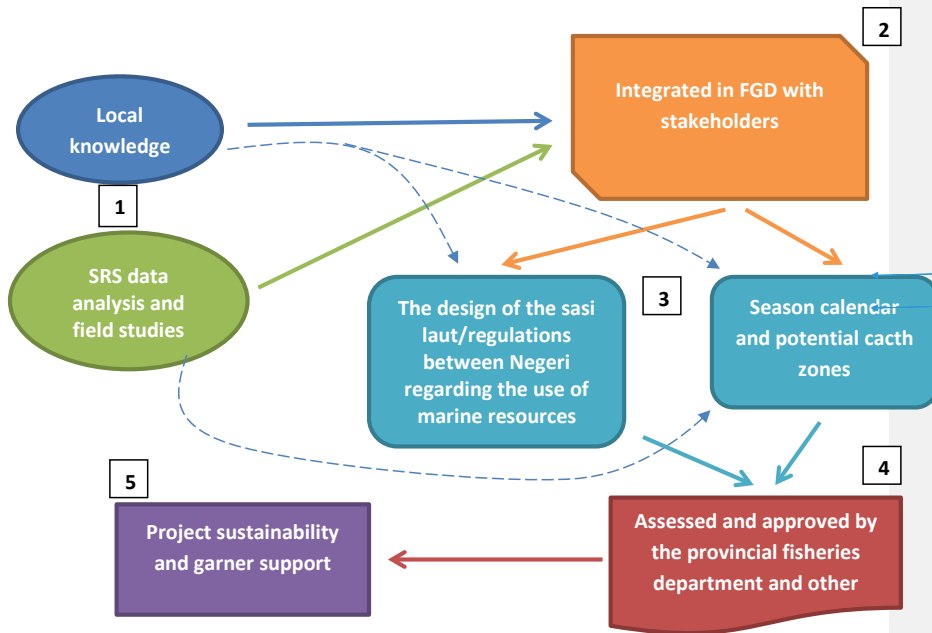 2
Integrated in FGD with
stakeholders
Local
knowledge
1
SRS data
analysis and
field studies
3
The design of the sasi
laut/regulations
between Negeri
regarding the use of
marine resources
Season calendar
and potential cacth
zones
4
5
Project sustainability
and garner support
Assessed and approved by
the provincial fisheries
department and other